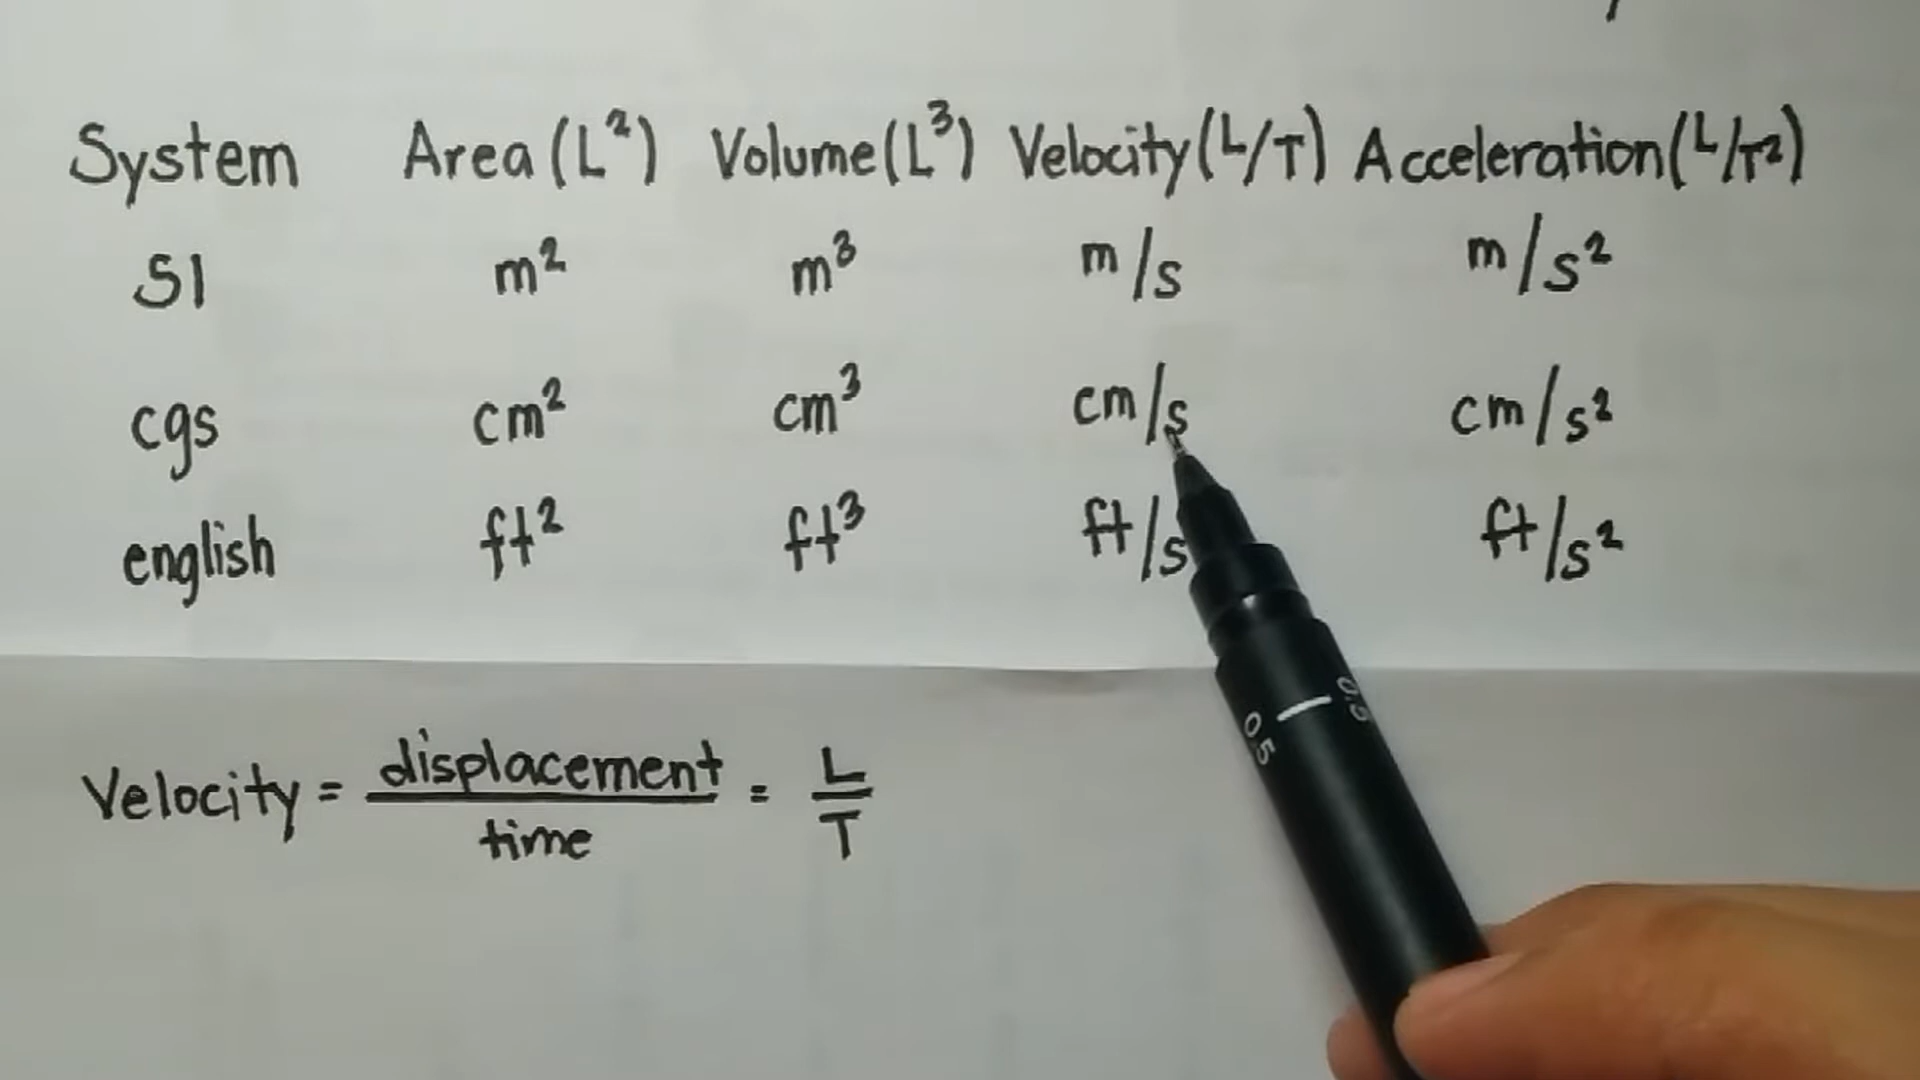 System Area (L²) Volume (L³) Velocity (L/T) Acceleration (L/T²)
SI m² m³ m/s m/s²
cgs cm² cm³ cm/s cm/s²
english ft² ft³ ft/s ft/s²
0.5 0.5
Velocity = displacement/time = L/T